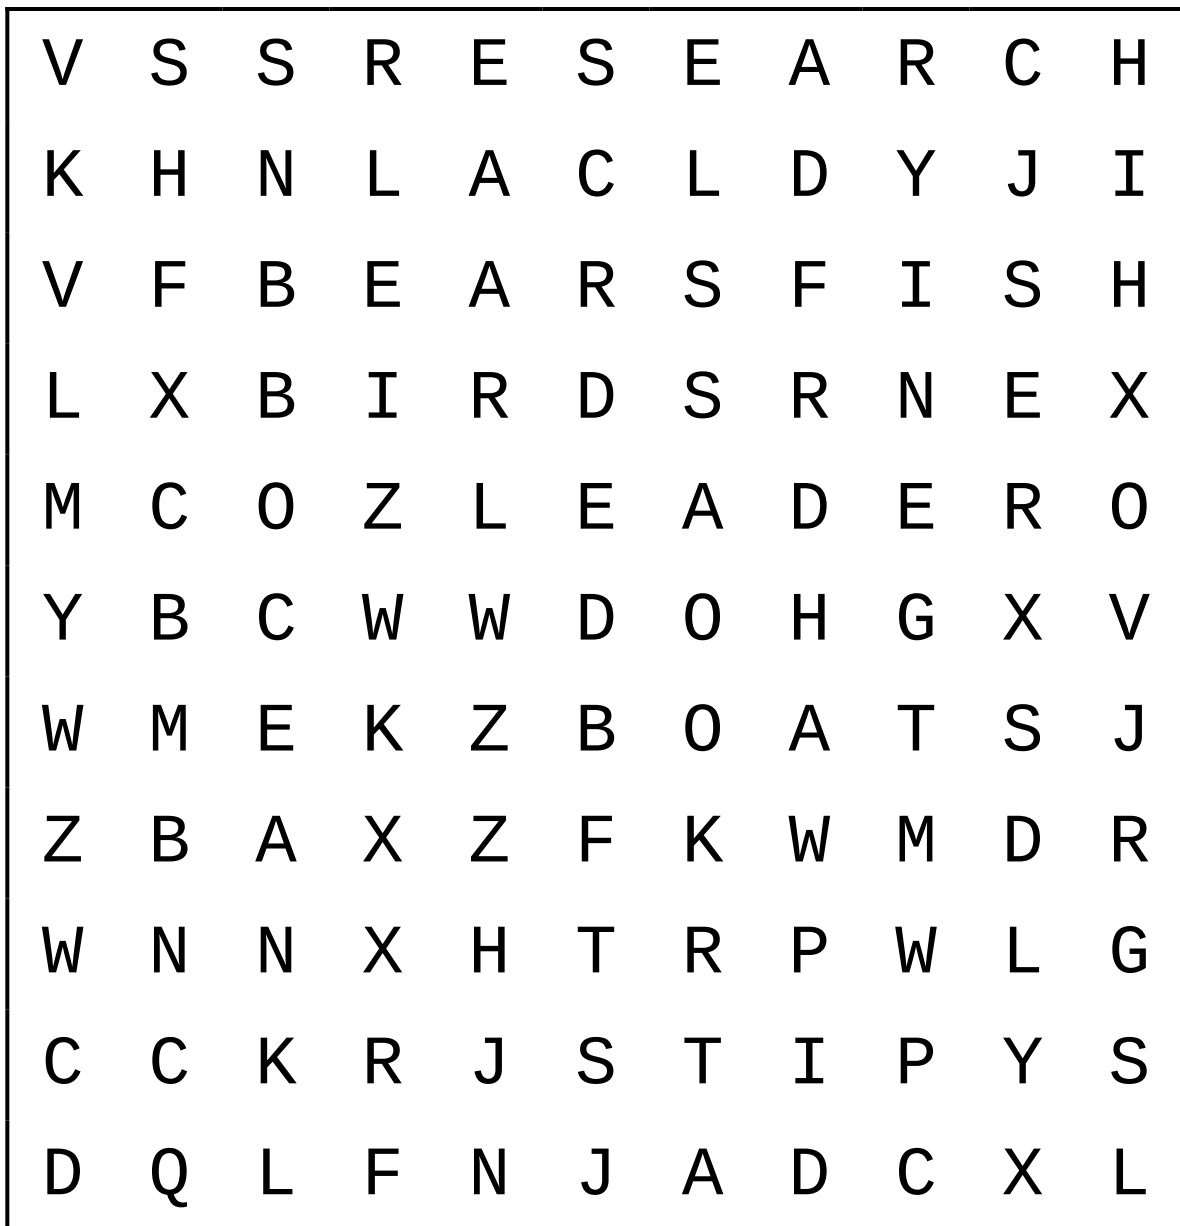 V S S R E S E A R C H
K H N L A C L D Y J I
V F B E A R S F I S H
L X B I R D S R N E X
M C O Z L E A D E R O
Y B C W W D O H G X V
W M E K Z B O A T S J
Z B A X Z F K W M D R
W N N X H T R P W L G
C C K R J S T I P Y S
D Q L F N J A D C X L